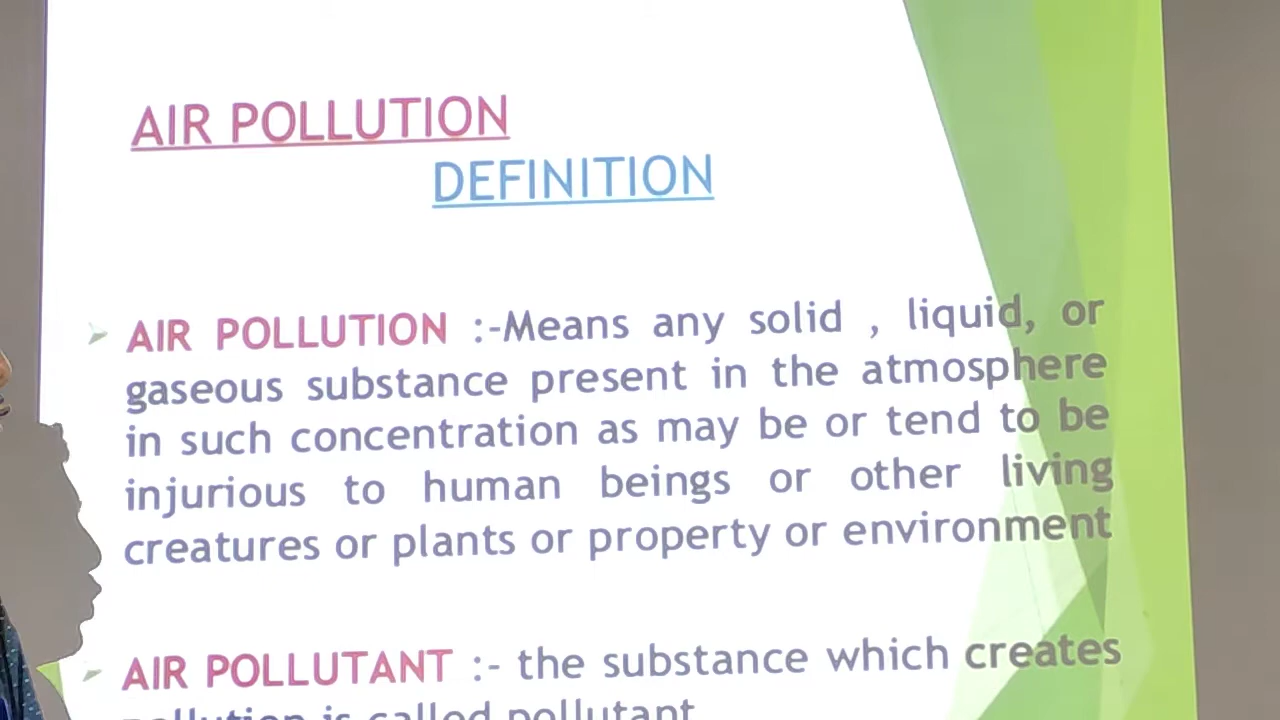 AIR POLLUTION
DEFINITION
AIR POLLUTION :-Means any solid , liquid, or
gaseous substance present in the atmosphere
in such concentration as may be or tend to be
injurious to human beings or other living
creatures or plants or property or environment
AIR POLLUTANT :- the substance which creates
pollution is called pollutant